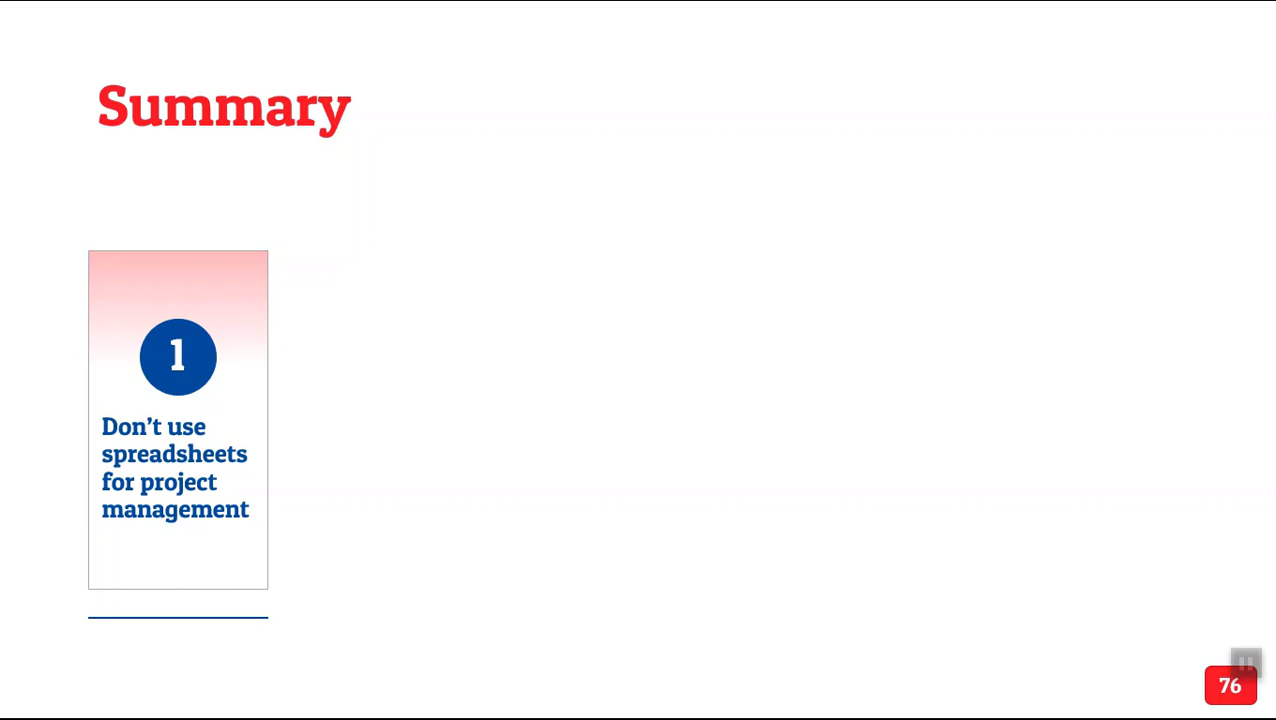 Summary
1
Don’t use
spreadsheets
for project
management
76